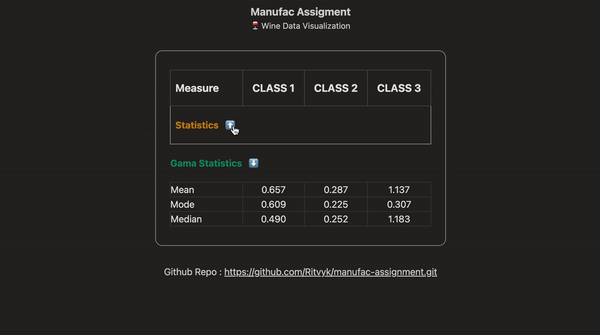 Manufac Assigment
🍷 Wine Data Visualization
Measure CLASS 1 CLASS 2 CLASS 3
Statistics ⬆️
Gama Statistics ⬇️
Mean 0.657 0.287 1.137
Mode 0.609 0.225 0.307
Median 0.490 0.252 1.183
Github Repo : https://github.com/Ritvyk/manufac-assignment.git